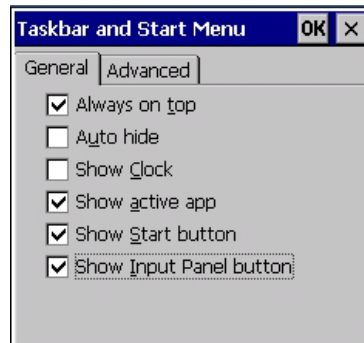 Taskbar and Start Menu OK ×
General Advanced
Always on top
Auto hide
Show Clock
Show active app
Show Start button
Show Input Panel button